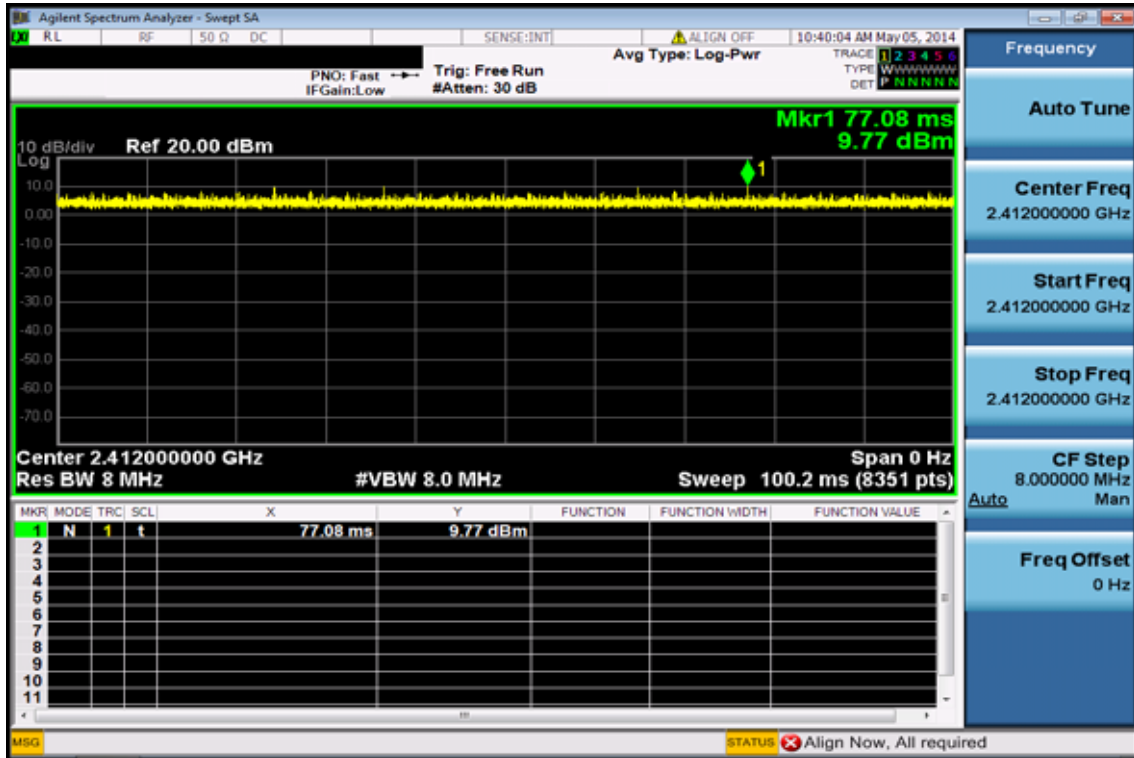 Agilent Spectrum Analyzer - Swept SA
RL RF 50 Ω DC SENSE:INT ALIGN OFF 10:40:04 AM May 05, 2014
Frequency
Avg Type: Log-Pwr
TRACE 1 2 3 4 5 6
PNO: Fast Trig: Free Run
TYPE WWWWWW
IFGain:Low #Atten: 30 dB
DET P N N N N N
Auto Tune
Mkr1 77.08 ms
9.77 dBm
10 dB/div Ref 20.00 dBm
Log
1
10.0
0.00
-10.0
-20.0
-30.0
-40.0
-50.0
-60.0
-70.0
Center Freq
2.412000000 GHz
Start Freq
2.412000000 GHz
Stop Freq
2.412000000 GHz
Center 2.412000000 GHz Span 0 Hz
Res BW 8 MHz #VBW 8.0 MHz Sweep 100.2 ms (8351 pts)
CF Step
8.000000 MHz
Auto Man
MKR MODE TRC SCL X Y FUNCTION FUNCTION WIDTH FUNCTION VALUE
1 N 1 t 77.08 ms 9.77 dBm
2
3
4
5
6
7
8
9
10
11
Freq Offset
0 Hz
MSG STATUS Align Now, All required